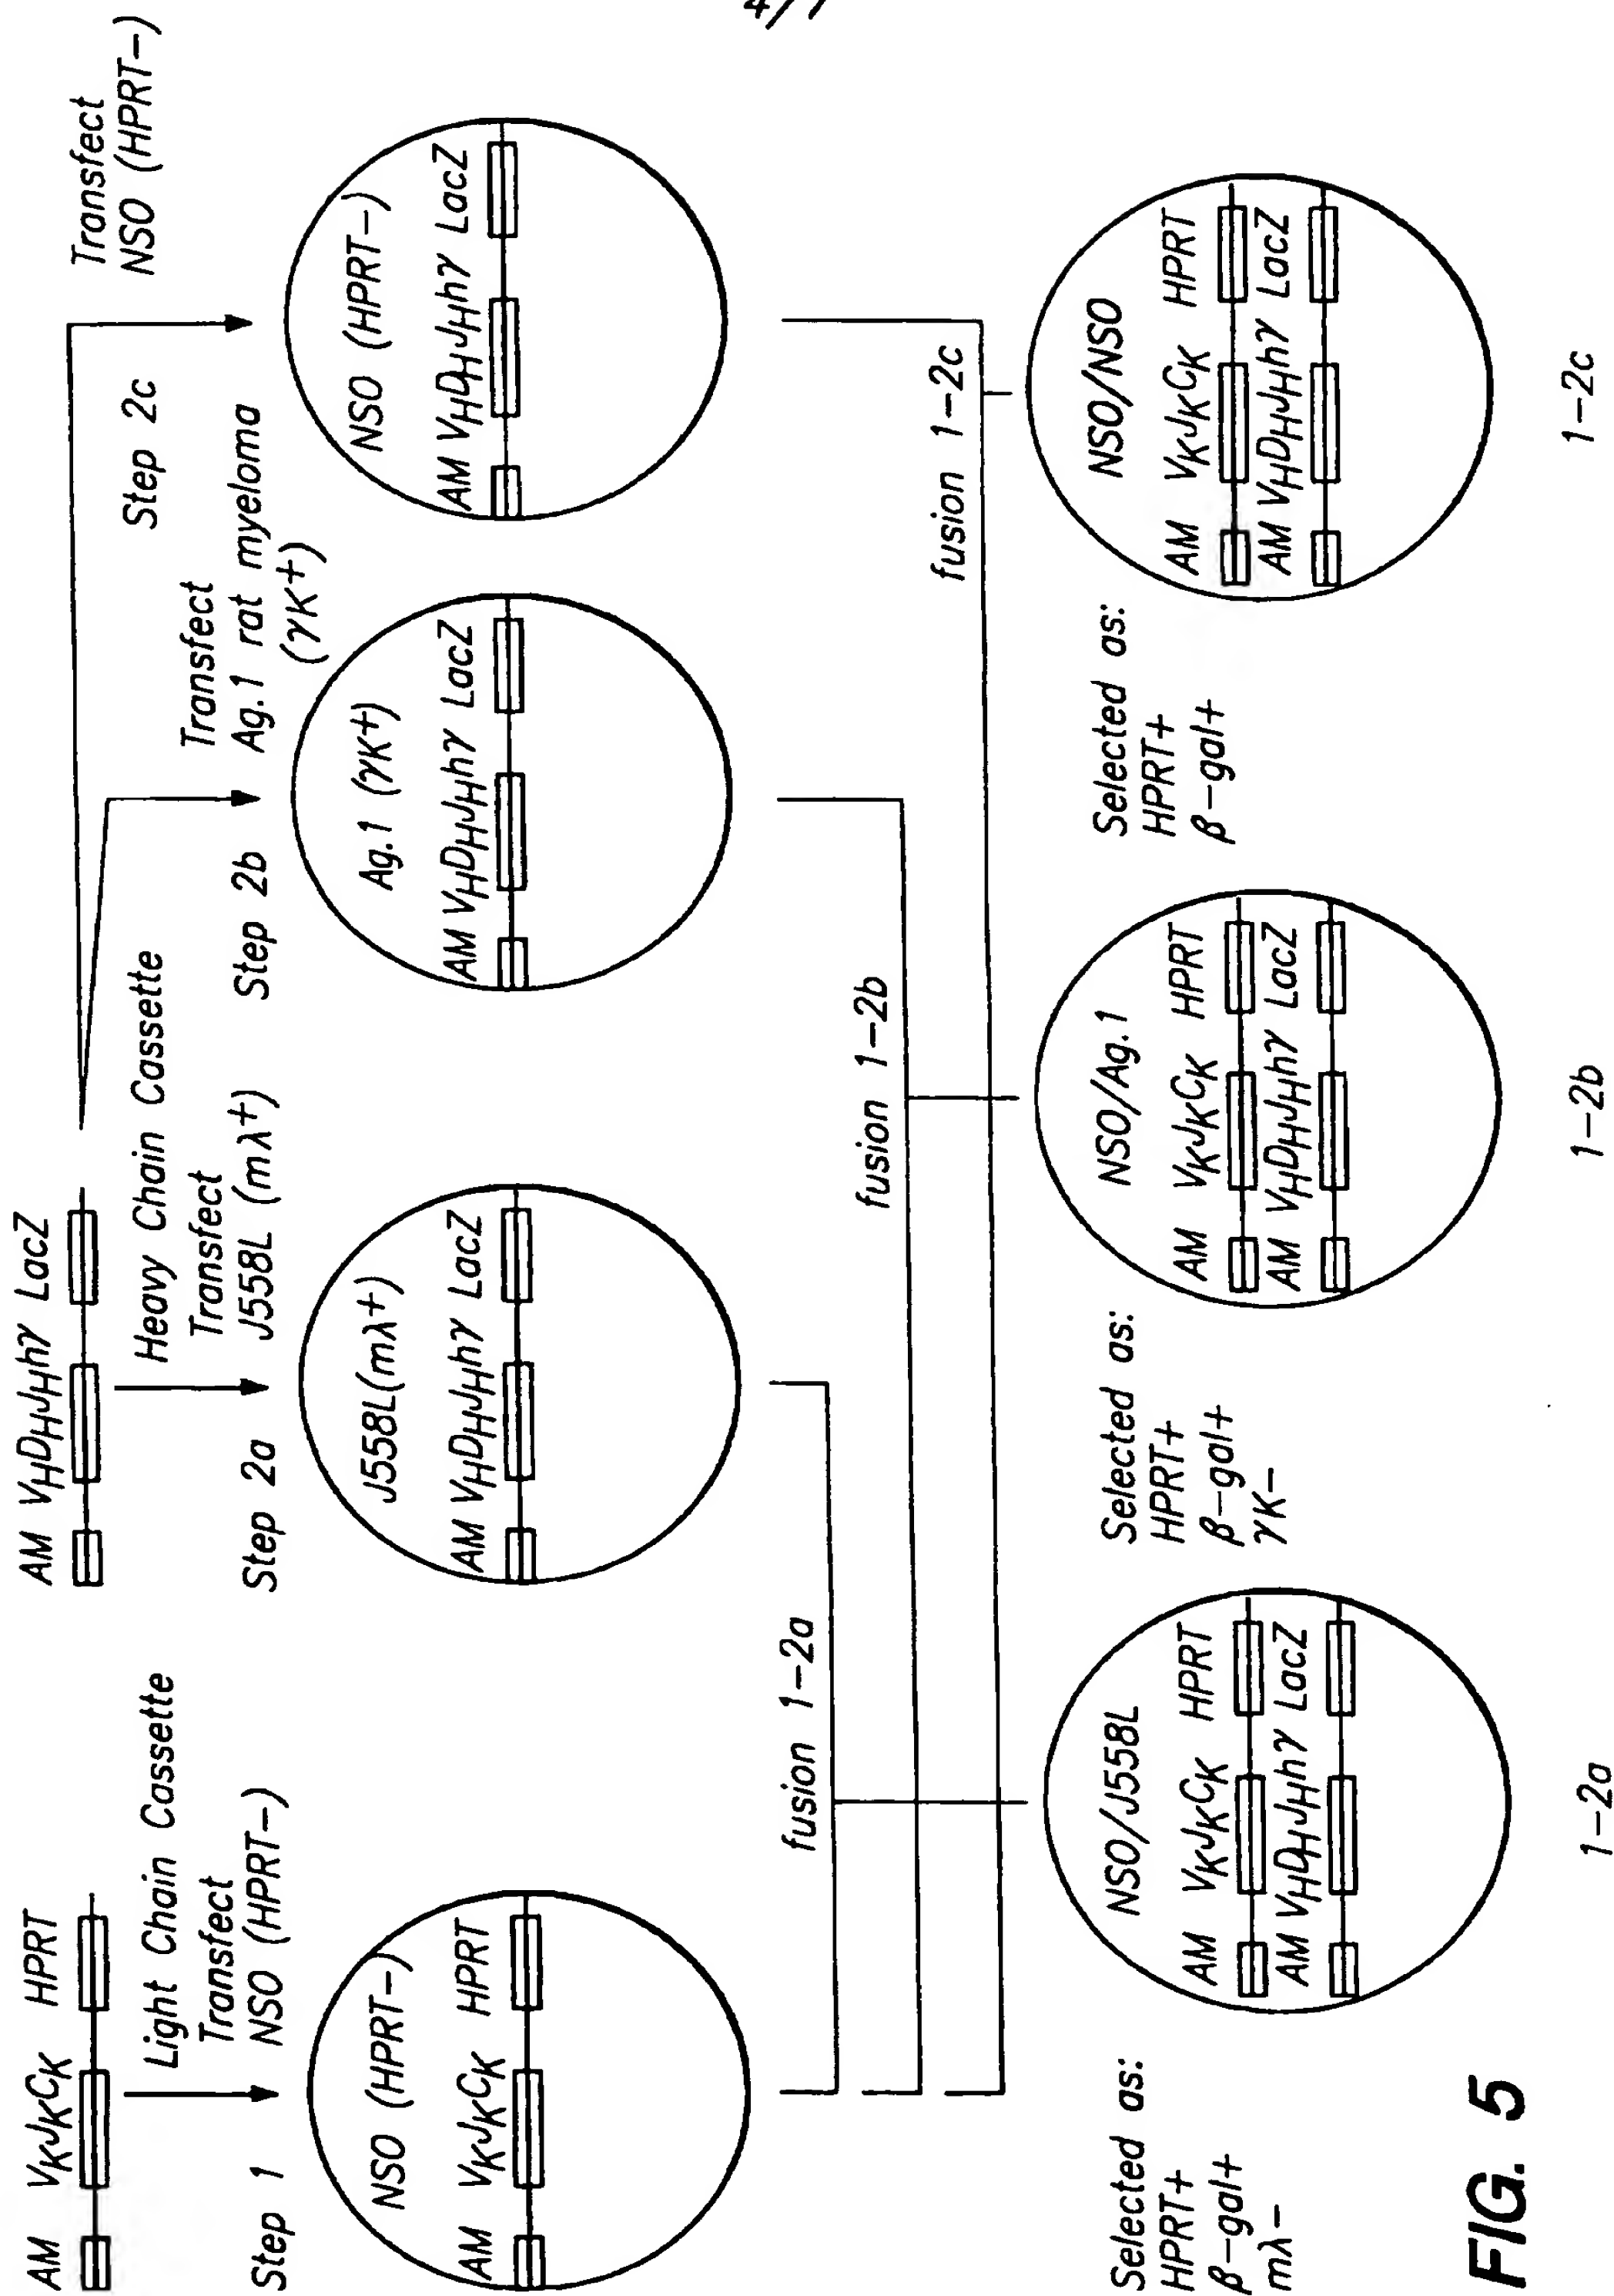 4/7
AM VKJKCK HPRT
Light Chain Cassette
Step 1
Transfect
NSO (HPRT-)
NSO (HPRT-)
AM VKJKCK HPRT
AM VHDHJHhγ LacZ
Heavy Chain Cassette
Step 2a
Transfect
J558L (mλ+)
J558L(mλ+)
AM VHDHJHhγ LacZ
Step 2b
Transfect
Ag.1 rat myeloma
(γK+)
Ag.1 (γK+)
AM VHDHJHhγ LacZ
Step 2c
Transfect
NSO (HPRT-)
NSO (HPRT-)
AM VHDHJHhγ LacZ
fusion 1-2a
fusion 1-2b
fusion 1-2c
Selected as:
HPRT+
β-gal+
mλ-
NSO/J558L
AM VKJKCK HPRT
AM VHDHJHhγ LacZ
1-2a
Selected as:
HPRT+
β-gal+
γK-
NSO/Ag.1
AM VKJKCK HPRT
AM VHDHJHhγ LacZ
1-2b
Selected as:
HPRT+
β-gal+
NSO/NSO
AM VKJKCK HPRT
AM VHDHJHhγ LacZ
1-2c
FIG. 5